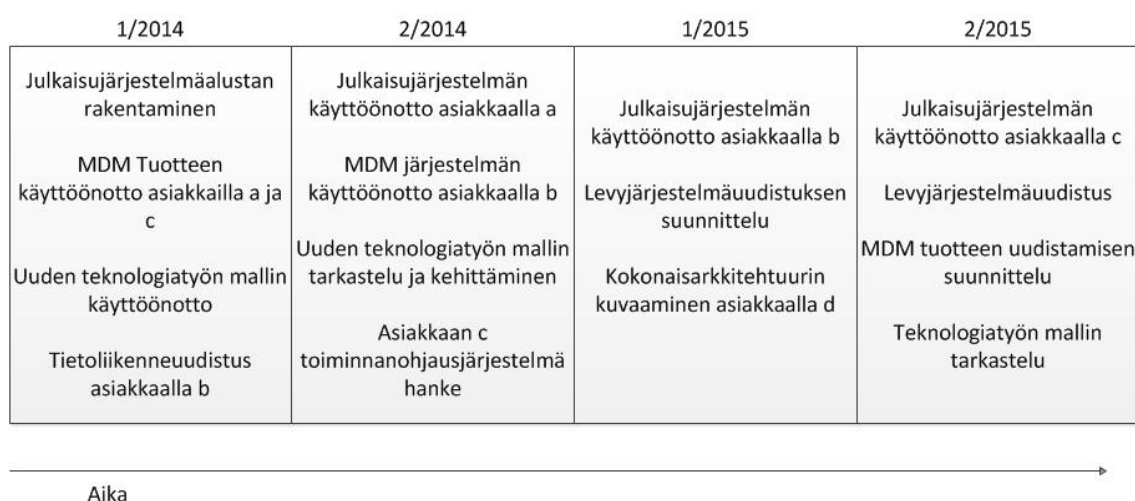 1/2014
2/2014
1/2015
2/2015
Julkaisujärjestelmäalustan
rakentaminen
MDM Tuotteen
käyttöönotto asiakkailla a ja
c
Uuden teknologiatyön mallin
käyttöönotto
Tietoliikenneuudistus
asiakkaalla b
Julkaisujärjestelmän
käyttöönotto asiakkaalla a
MDM järjestelmän
käyttöönotto asiakkaalla b
Uuden teknologiatyön mallin
tarkastelu ja kehittäminen
Asiakkaan c
toiminnanohjausjärjestelmä
hanke
Julkaisujärjestelmän
käyttöönotto asiakkaalla b
Levyjärjestelmäuudistuksen
suunnittelu
Kokonaisarkkitehtuurin
kuvaaminen asiakkaalla d
Julkaisujärjestelmän
käyttöönotto asiakkaalla c
Levyjärjestelmäuudistus
MDM tuotteen uudistamisen
suunnittelu
Teknologiatyön mallin
tarkastelu
Aika